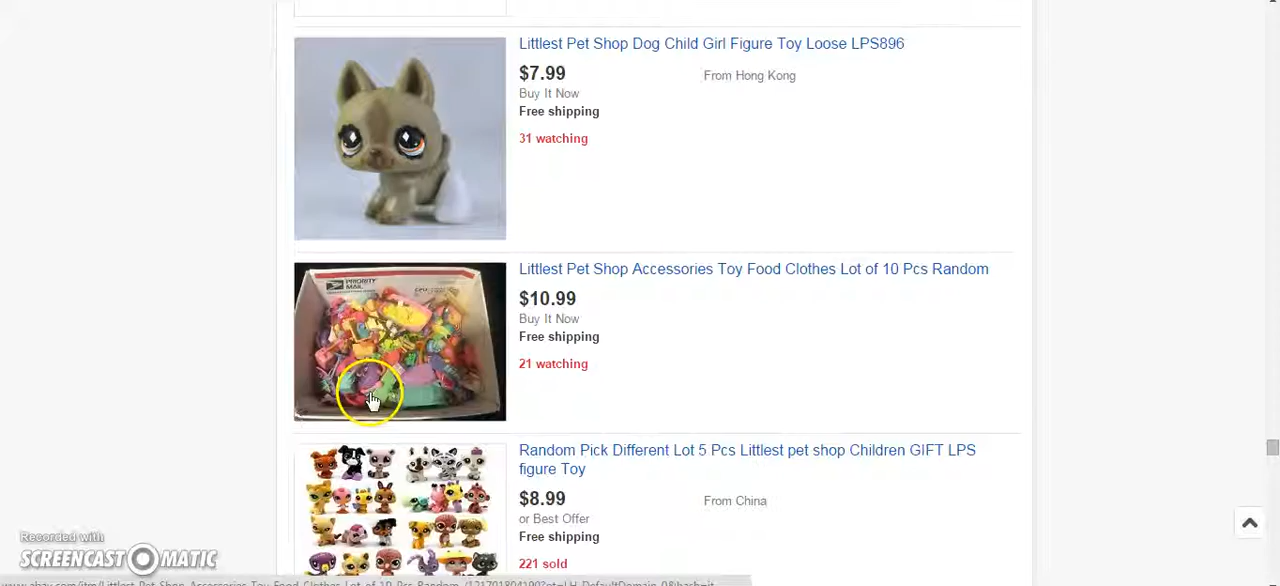 Littlest Pet Shop Dog Child Girl Figure Toy Loose LPS896
$7.99
From Hong Kong
Buy It Now
Free shipping
31 watching
Littlest Pet Shop Accessories Toy Food Clothes Lot of 10 Pcs Random
PRIORITY
MAIL
$10.99
Buy It Now
Free shipping
21 watching
Random Pick Different Lot 5 Pcs Littlest pet shop Children GIFT LPS
figure Toy
$8.99
From China
or Best Offer
Free shipping
221 sold
Recorded with
SCREENCAST-O-MATIC